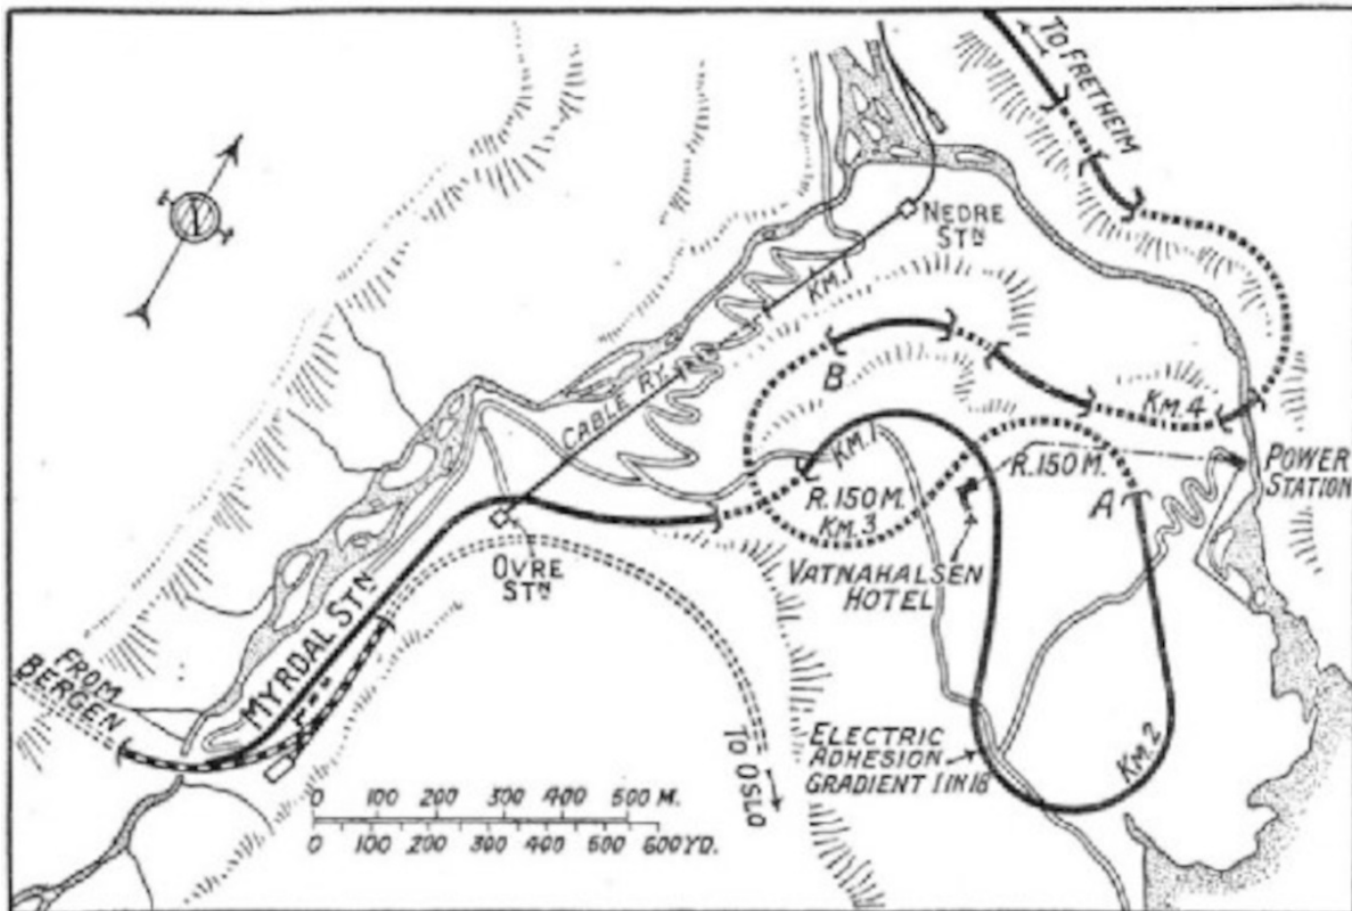 TO FRETHEIM
NEDRE
STN
KM.1
CABLE RY.
B
KM.4
KM.1
R.150 M.
R.150 M.
KM.3
A
POWER
STATION
VATNAHALSEN
HOTEL
OVRE
STN
MYRDAL STN
FROM
BERGEN
TO OSLO
ELECTRIC
ADHESION
GRADIENT 1 IN 18
KM.2
0 100 200 300 400 500 M.
0 100 200 300 400 500 600 YD.